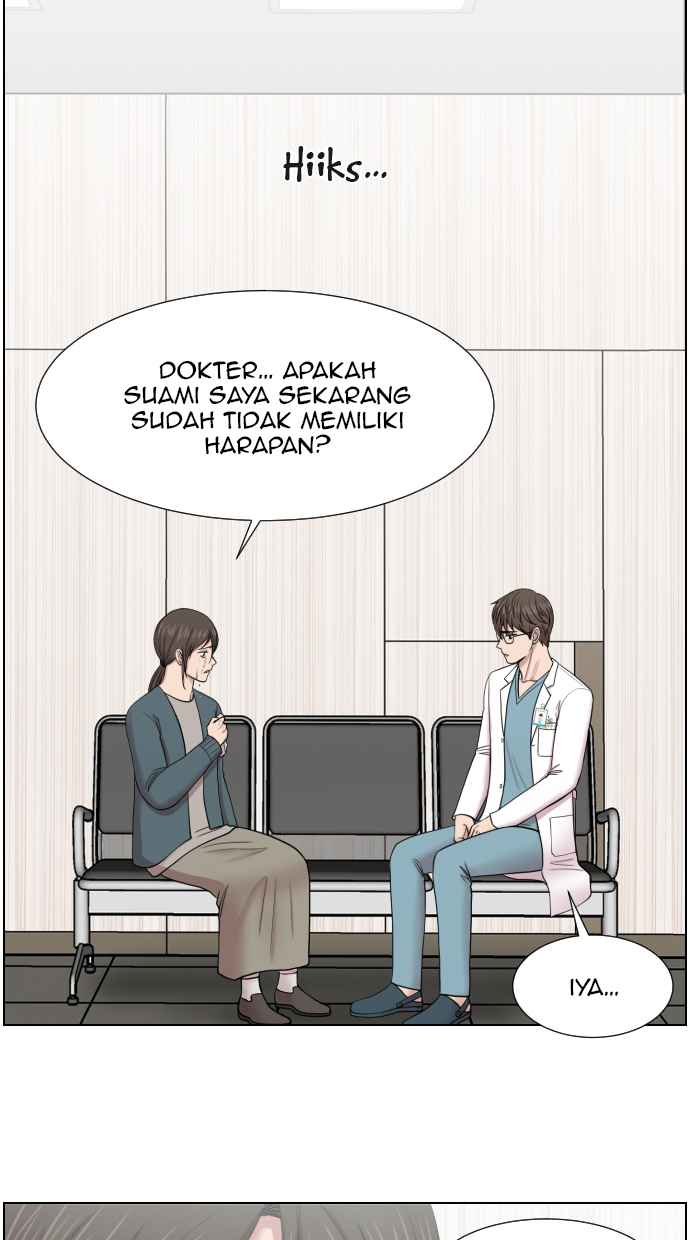 Hiiks...
DOKTER... APAKAH
SUAMI SAYA SEKARANG
SUDAH TIDAK MEMILIKI
HARAPAN?
IYA...